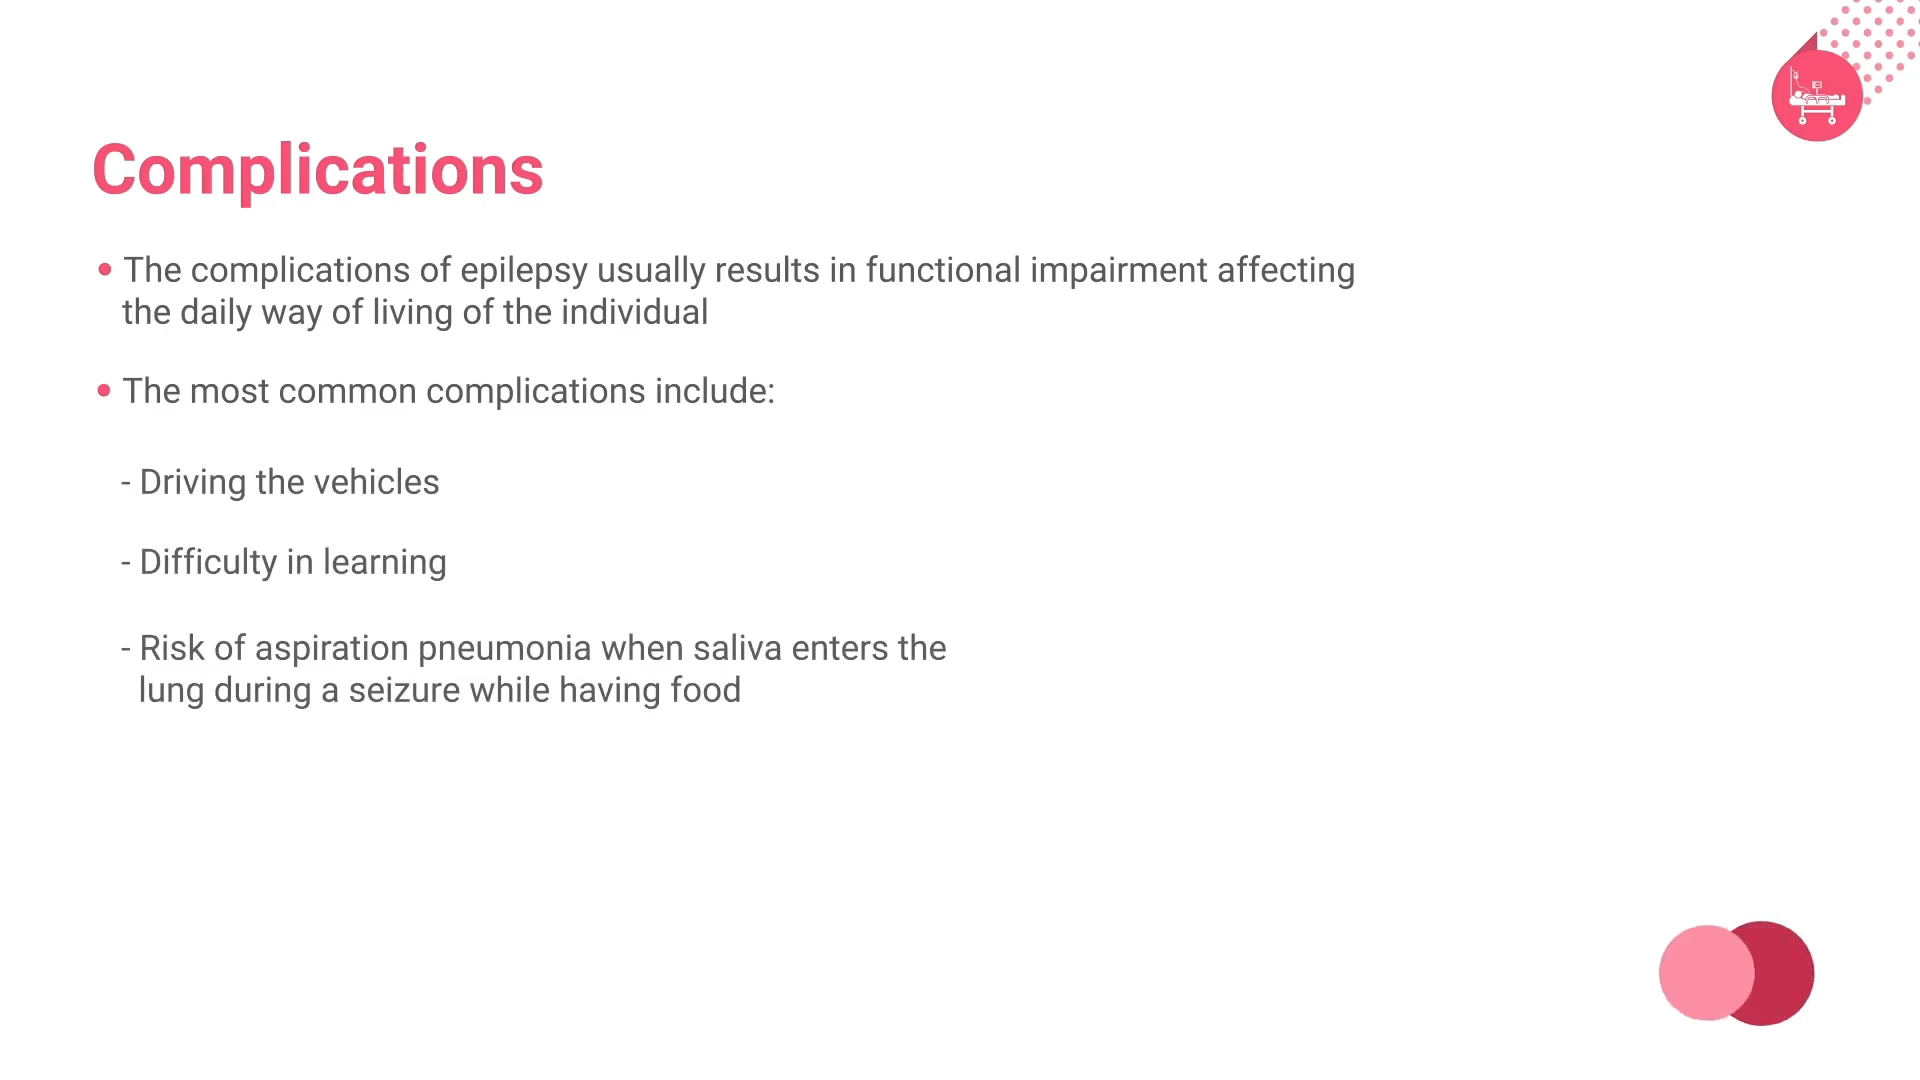 Complications
• The complications of epilepsy usually results in functional impairment affecting
the daily way of living of the individual
• The most common complications include:
- Driving the vehicles
- Difficulty in learning
- Risk of aspiration pneumonia when saliva enters the
lung during a seizure while having food